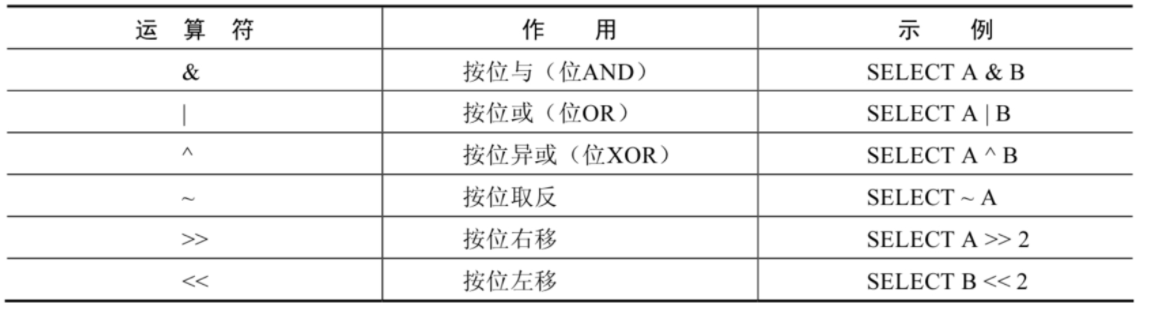 运 算 符 作 用 示 例
& 按位与（位AND） SELECT A & B
| 按位或（位OR） SELECT A | B
^ 按位异或（位XOR） SELECT A ^ B
~ 按位取反 SELECT ~ A
>> 按位右移 SELECT A >> 2
<< 按位左移 SELECT B << 2